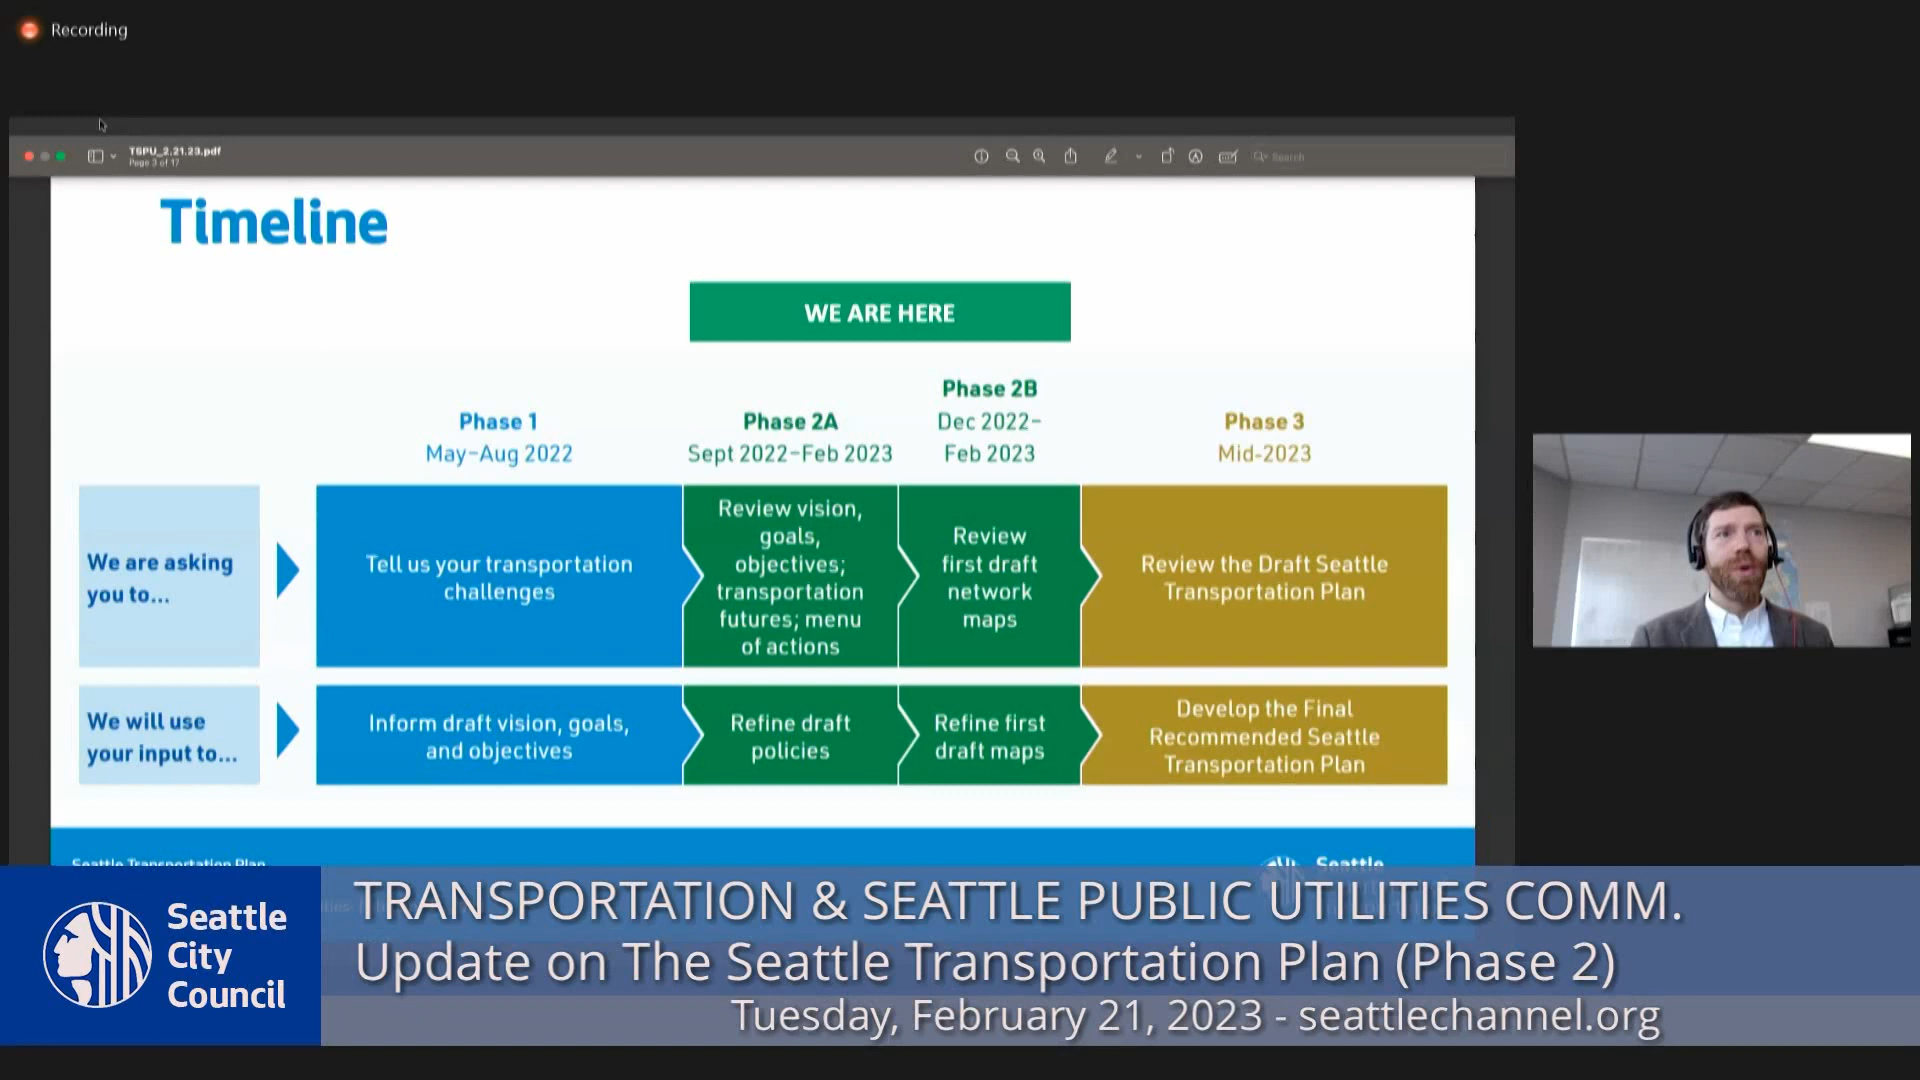 Recording
TSPU_2.21.23.pdf
Page 3 of 17
Search
Timeline
WE ARE HERE
Phase 1
May–Aug 2022
Phase 2A
Sept 2022–Feb 2023
Phase 2B
Dec 2022–
Feb 2023
Phase 3
Mid-2023
We are asking
you to...
Tell us your transportation
challenges
Review vision,
goals,
objectives;
transportation
futures; menu
of actions
Review
first draft
network
maps
Review the Draft Seattle
Transportation Plan
We will use
your input to...
Inform draft vision, goals,
and objectives
Refine draft
policies
Refine first
draft maps
Develop the Final
Recommended Seattle
Transportation Plan
Seattle Transportation Plan
Seattle
Seattle
City
Council
TRANSPORTATION & SEATTLE PUBLIC UTILITIES COMM.
Update on The Seattle Transportation Plan (Phase 2)
Tuesday, February 21, 2023 - seattlechannel.org